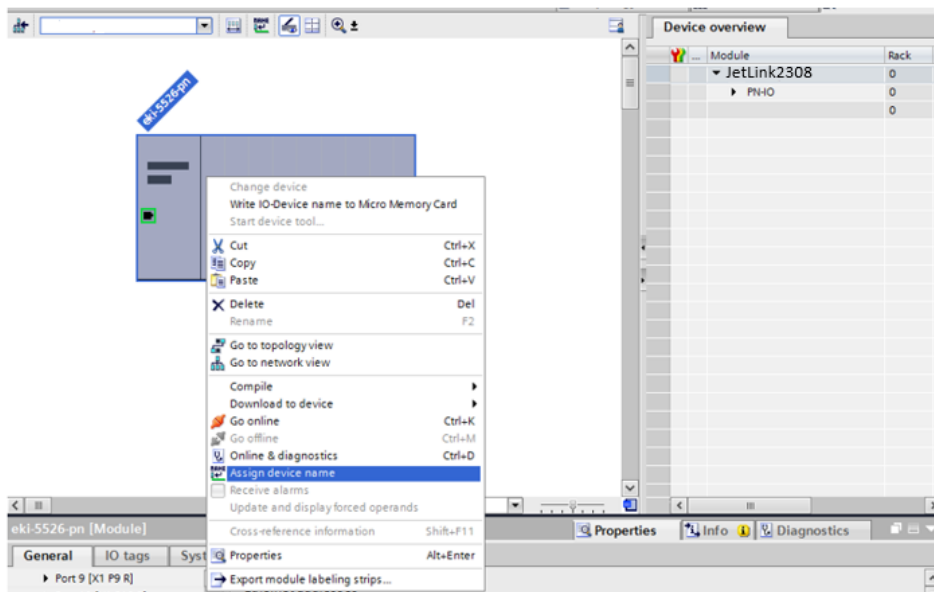 Device overview
... Module Rack
JetLink2308 0
PN-IO 0
0
eki-5526-pn
Change device
Write IO-Device name to Micro Memory Card
Start device tool...
Cut Ctrl+X
Copy Ctrl+C
Paste Ctrl+V
Delete Del
Rename F2
Go to topology view
Go to network view
Compile
Download to device
Go online Ctrl+K
Go offline Ctrl+M
Online & diagnostics Ctrl+D
Assign device name
Receive alarms
Update and display forced operands
Cross-reference information Shift+F11
Properties Alt+Enter
Export module labeling strips...
eki-5526-pn [Module]
Properties Info Diagnostics
General IO tags Syst
Port 9 [X1 P9 R]